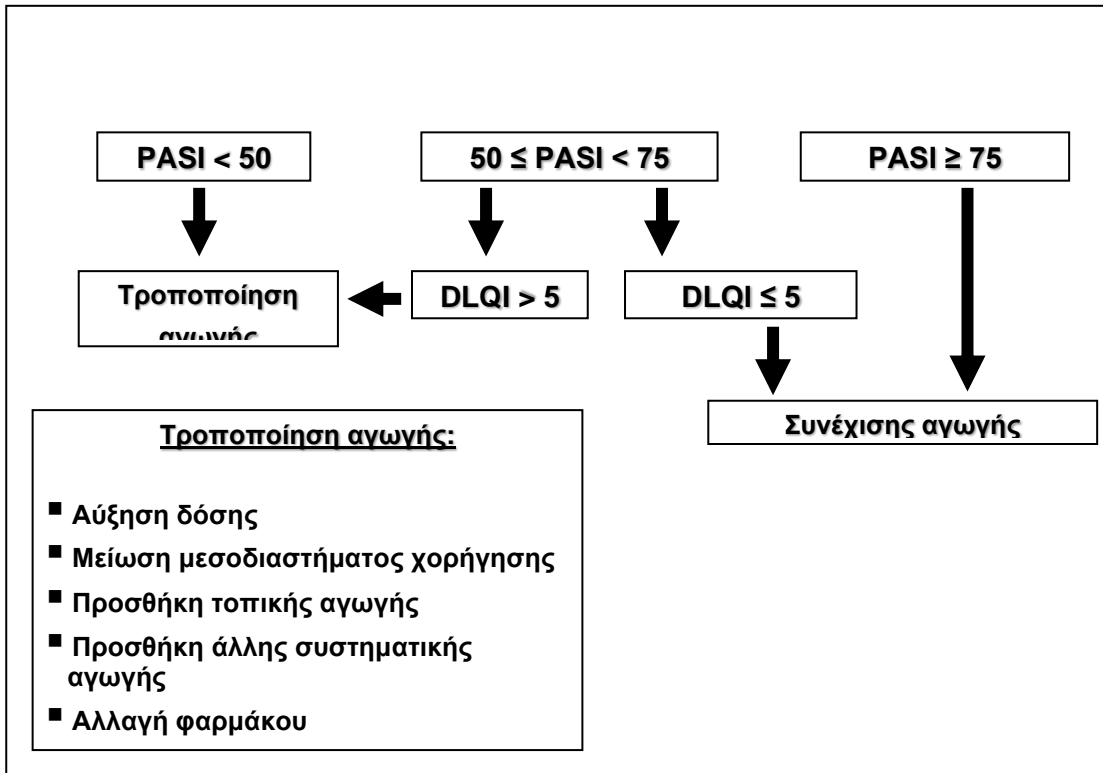 PASI < 50
50 ≤ PASI < 75
PASI ≥ 75
Τροποποίηση
αγωγής
DLQI > 5
DLQI ≤ 5
Συνέχισης αγωγής
Τροποποίηση αγωγής:
▪ Αύξηση δόσης
▪ Μείωση μεσοδιαστήματος χορήγησης
▪ Προσθήκη τοπικής αγωγής
▪ Προσθήκη άλλης συστηματικής
αγωγής
▪ Αλλαγή φαρμάκου